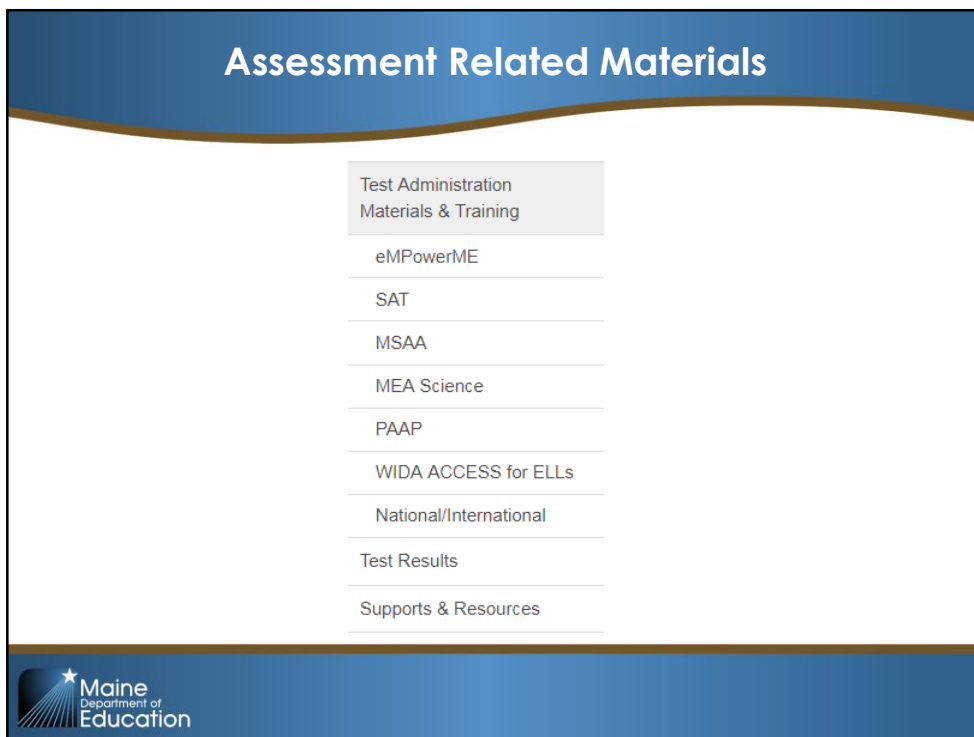 Assessment Related Materials
Test Administration
Materials & Training
eMPowerME
SAT
MSAA
MEA Science
PAAP
WIDA ACCESS for ELLs
National/International
Test Results
Supports & Resources
Maine
Department of
Education